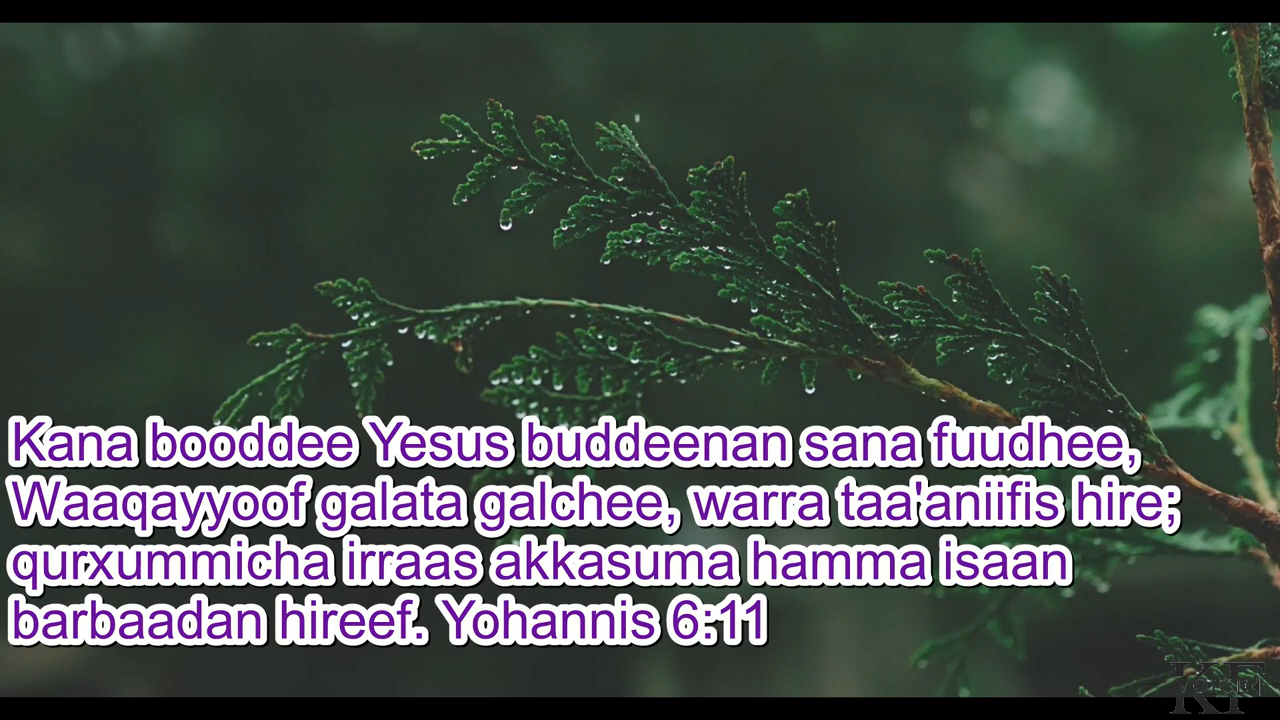 Kana booddee Yesus buddeenan sana fuudhee,
Waaqayyoof galata galchee, warra taa'aniifis hire;
qurxummicha irraas akkasuma hamma isaan
barbaadan hireef. Yohannis 6:11